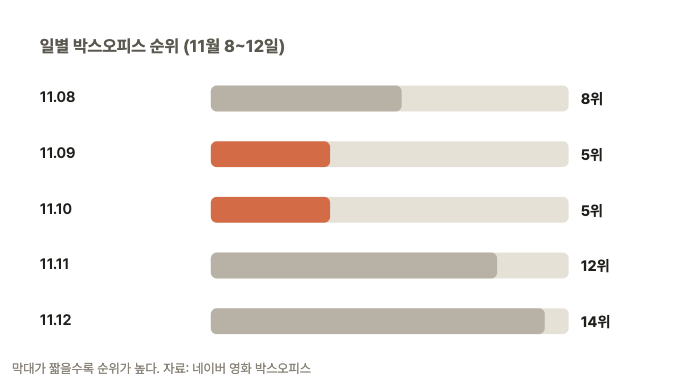 일별 박스오피스 순위 (11월 8~12일)
11.08 8위
11.09 5위
11.10 5위
11.11 12위
11.12 14위
막대가 짧을수록 순위가 높다. 자료: 네이버 영화 박스오피스